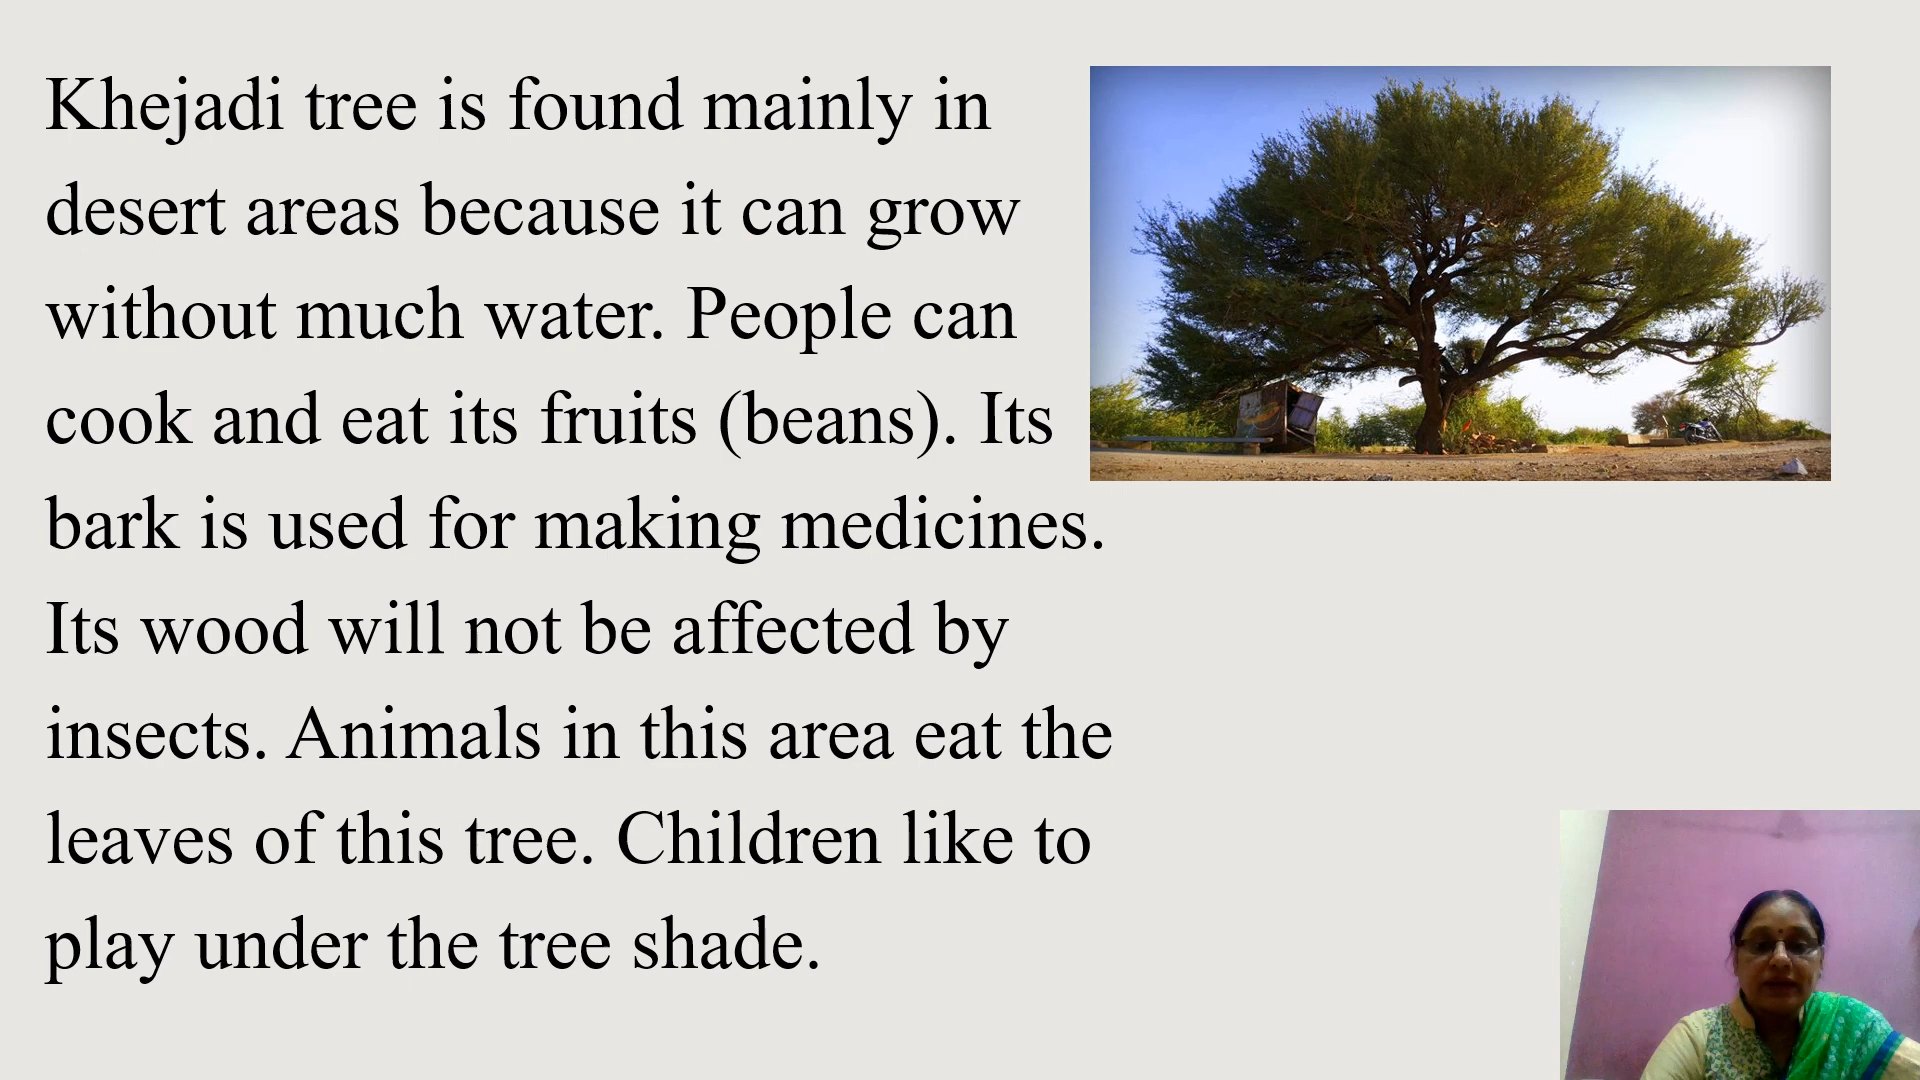 Khejadi tree is found mainly in
desert areas because it can grow
without much water. People can
cook and eat its fruits (beans). Its
bark is used for making medicines.
Its wood will not be affected by
insects. Animals in this area eat the
leaves of this tree. Children like to
play under the tree shade.